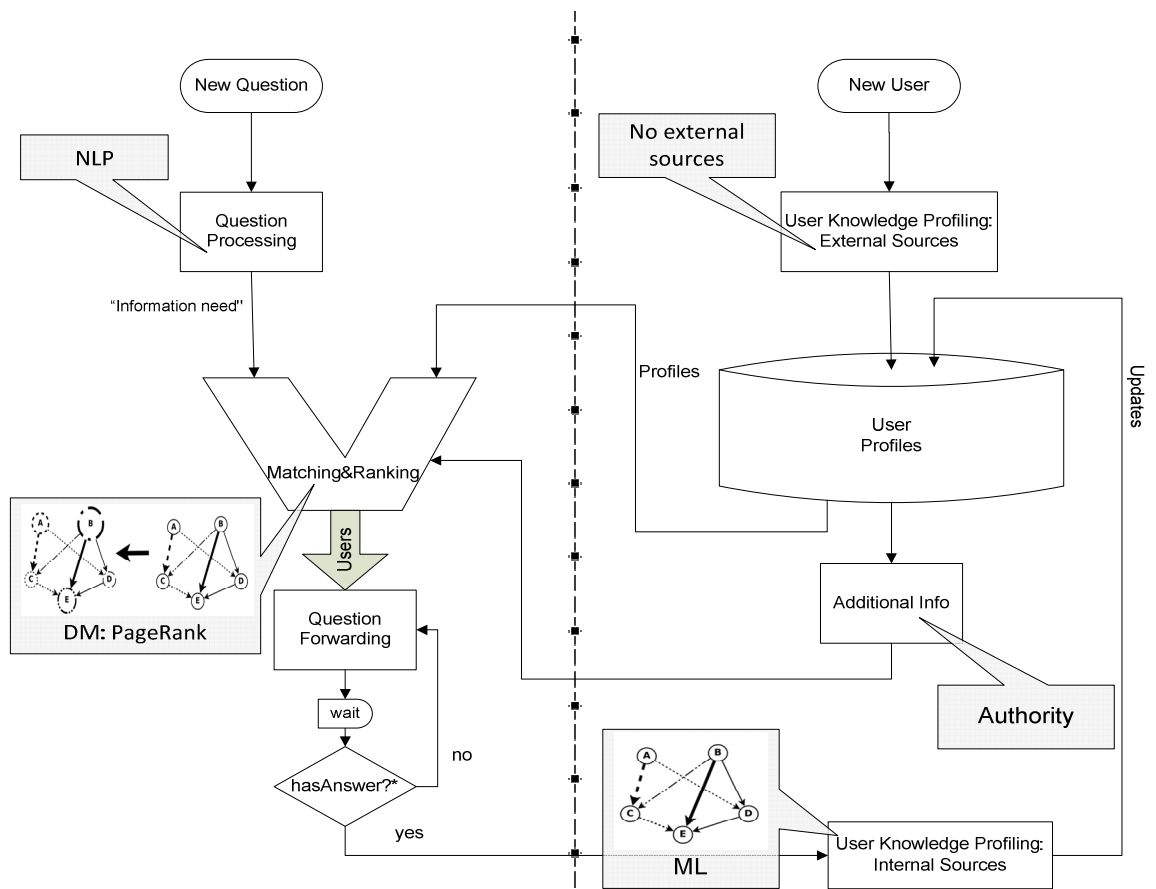 New Question
NLP
Question
Processing
“Information need"
Matching&Ranking
A
B
C
D
E
A
B
C
D
E
DM: PageRank
Users
Question
Forwarding
wait
hasAnswer?*
no
yes
New User
No external
sources
User Knowledge Profiling:
External Sources
Profiles
User
Profiles
Updates
Additional Info
Authority
A
B
C
D
E
ML
User Knowledge Profiling:
Internal Sources